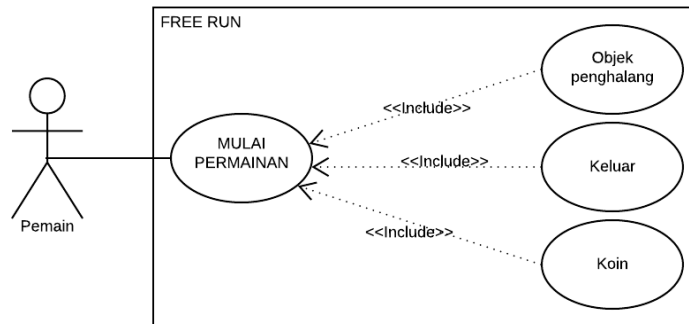 FREE RUN
Objek
penghalang
<<Include>>
MULAI
PERMAINAN
<<Include>>
Keluar
Pemain
<<Include>>
Koin